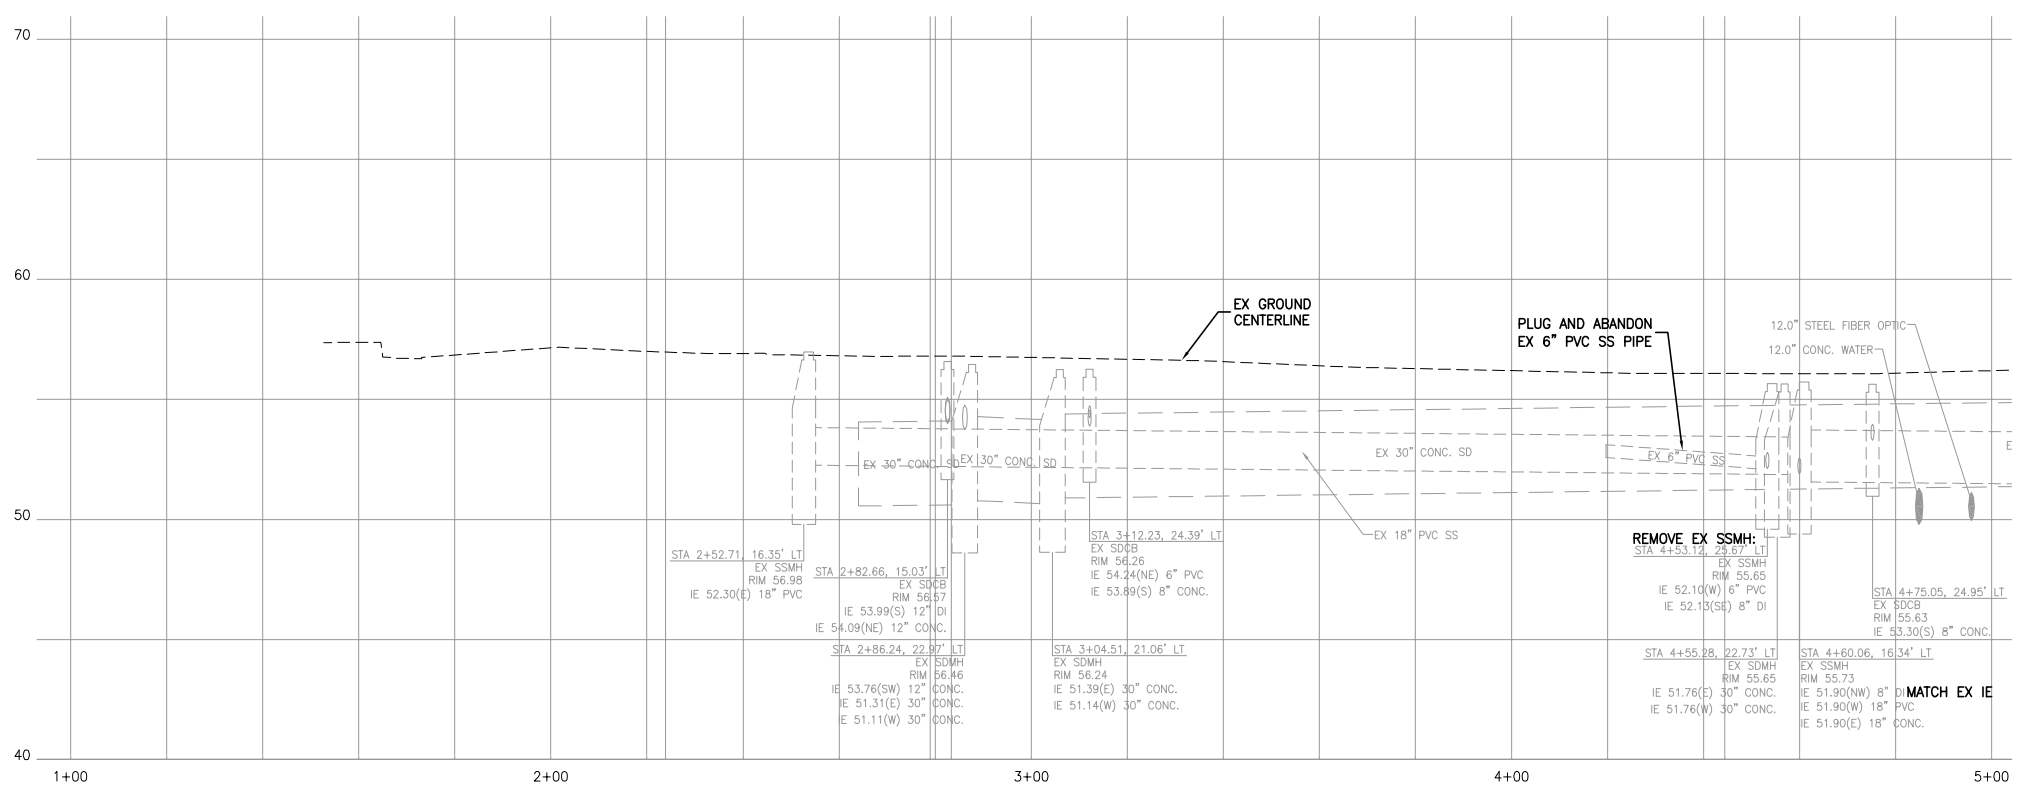 70
60
50
40
1+00
2+00
3+00
4+00
5+00
EX GROUND
CENTERLINE
PLUG AND ABANDON
EX 6" PVC SS PIPE
12.0" STEEL FIBER OPTIC
12.0" CONC. WATER
EX 30" CONC. SD
EX 30" CONC. SD
EX 30" CONC. SD
EX 6" PVC SS
E
EX 18" PVC SS
STA 2+52.71, 16.35' LT
EX SSMH
RIM 56.98
IE 52.30(E) 18" PVC
STA 2+82.66, 15.03' LT
EX SDCB
RIM 56.57
IE 53.99(S) 12" DI
IE 54.09(NE) 12" CONC.
STA 2+86.24, 22.97' LT
EX SDMH
RIM 56.46
IE 53.76(SW) 12" CONC.
IE 51.31(E) 30" CONC.
IE 51.11(W) 30" CONC.
STA 3+04.51, 21.06' LT
EX SDMH
RIM 56.24
IE 51.39(E) 30" CONC.
IE 51.14(W) 30" CONC.
STA 3+12.23, 24.39' LT
EX SDCB
RIM 56.26
IE 54.24(NE) 6" PVC
IE 53.89(S) 8" CONC.
REMOVE EX SSMH:
STA 4+53.12, 25.67' LT
EX SSMH
RIM 55.65
IE 52.10(W) 6" PVC
IE 52.13(SE) 8" DI
STA 4+55.28, 22.73' LT
EX SDMH
RIM 55.65
IE 51.76(E) 30" CONC.
IE 51.76(W) 30" CONC.
STA 4+60.06, 16.34' LT
EX SSMH
RIM 55.73
IE 51.90(NW) 8" DI MATCH EX IE
IE 51.90(W) 18" PVC
IE 51.90(E) 18" CONC.
STA 4+75.05, 24.95' LT
EX SDCB
RIM 55.63
IE 53.30(S) 8" CONC.